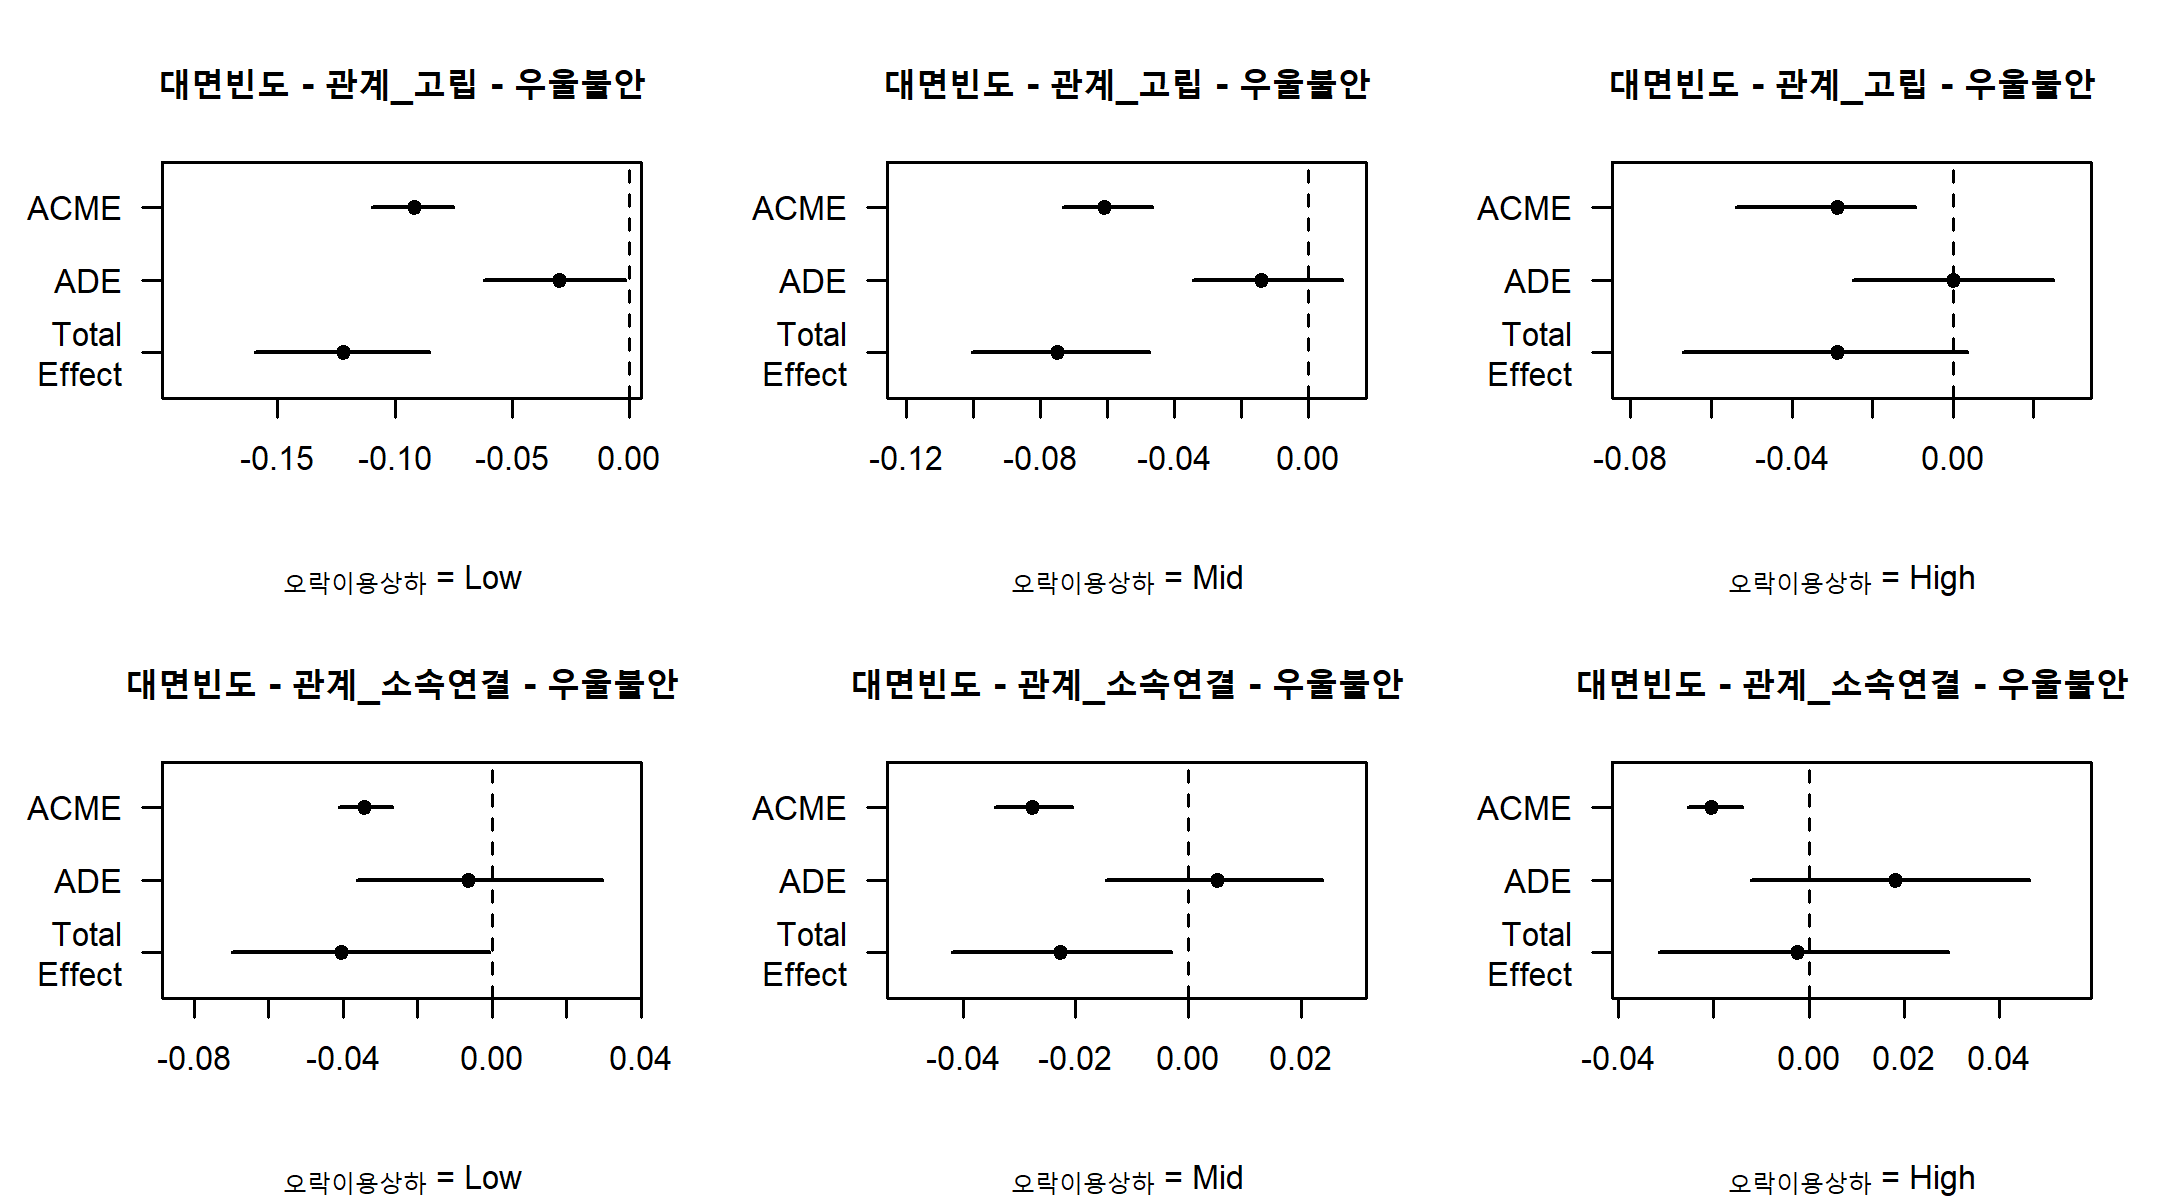 대면빈도 - 관계_고립 - 우울불안
ACME
ADE
Total
Effect
-0.15 -0.10 -0.05 0.00
오락이용상하 = Low
대면빈도 - 관계_고립 - 우울불안
ACME
ADE
Total
Effect
-0.12 -0.08 -0.04 0.00
오락이용상하 = Mid
대면빈도 - 관계_고립 - 우울불안
ACME
ADE
Total
Effect
-0.08 -0.04 0.00
오락이용상하 = High
대면빈도 - 관계_소속연결 - 우울불안
ACME
ADE
Total
Effect
-0.08 -0.04 0.00 0.04
오락이용상하 = Low
대면빈도 - 관계_소속연결 - 우울불안
ACME
ADE
Total
Effect
-0.04 -0.02 0.00 0.02
오락이용상하 = Mid
대면빈도 - 관계_소속연결 - 우울불안
ACME
ADE
Total
Effect
-0.04 0.00 0.02 0.04
오락이용상하 = High